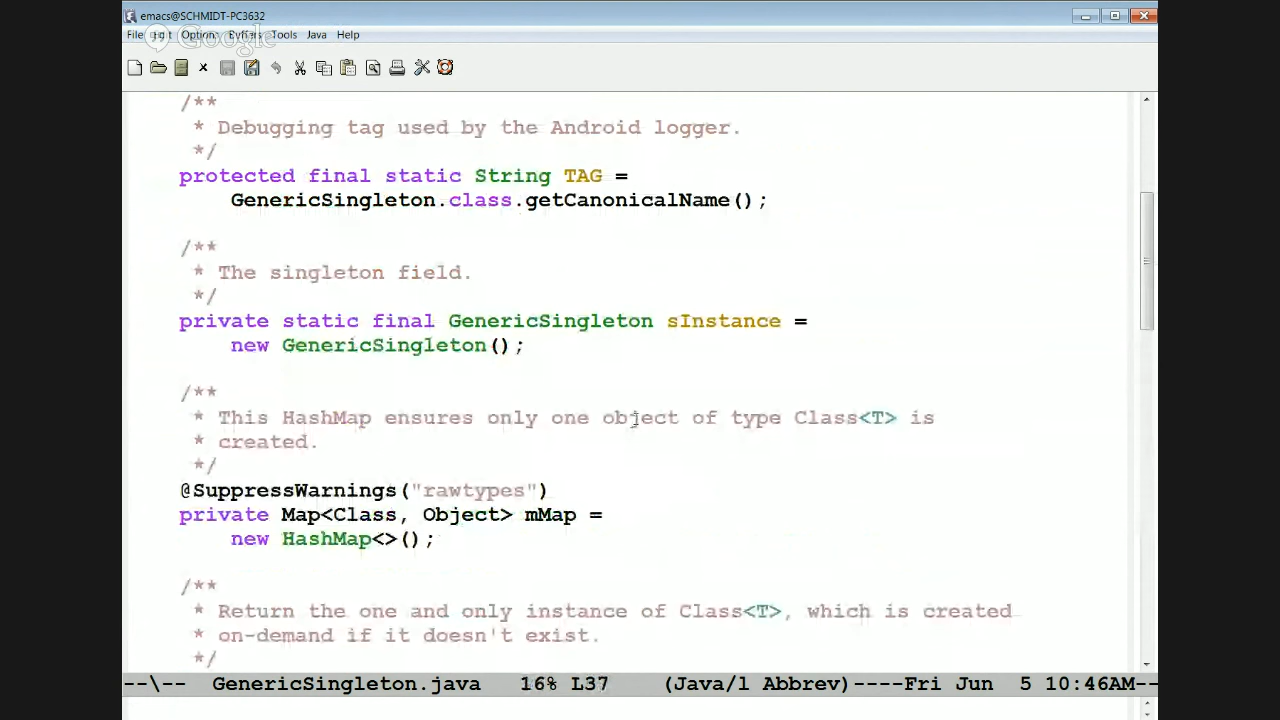 emacs@SCHMIDT-PC3632
File Edit Options Buffers Tools Java Help
Google
/**
* Debugging tag used by the Android logger.
*/
protected final static String TAG =
GenericSingleton.class.getCanonicalName();
/**
* The singleton field.
*/
private static final GenericSingleton sInstance =
new GenericSingleton();
/**
* This HashMap ensures only one object of type Class<T> is
* created.
*/
@SuppressWarnings("rawtypes")
private Map<Class, Object> mMap =
new HashMap<>();
/**
* Return the one and only instance of Class<T>, which is created
* on-demand if it doesn't exist.
*/
--\-- GenericSingleton.java 16% L37 (Java/l Abbrev)----Fri Jun 5 10:46AM--